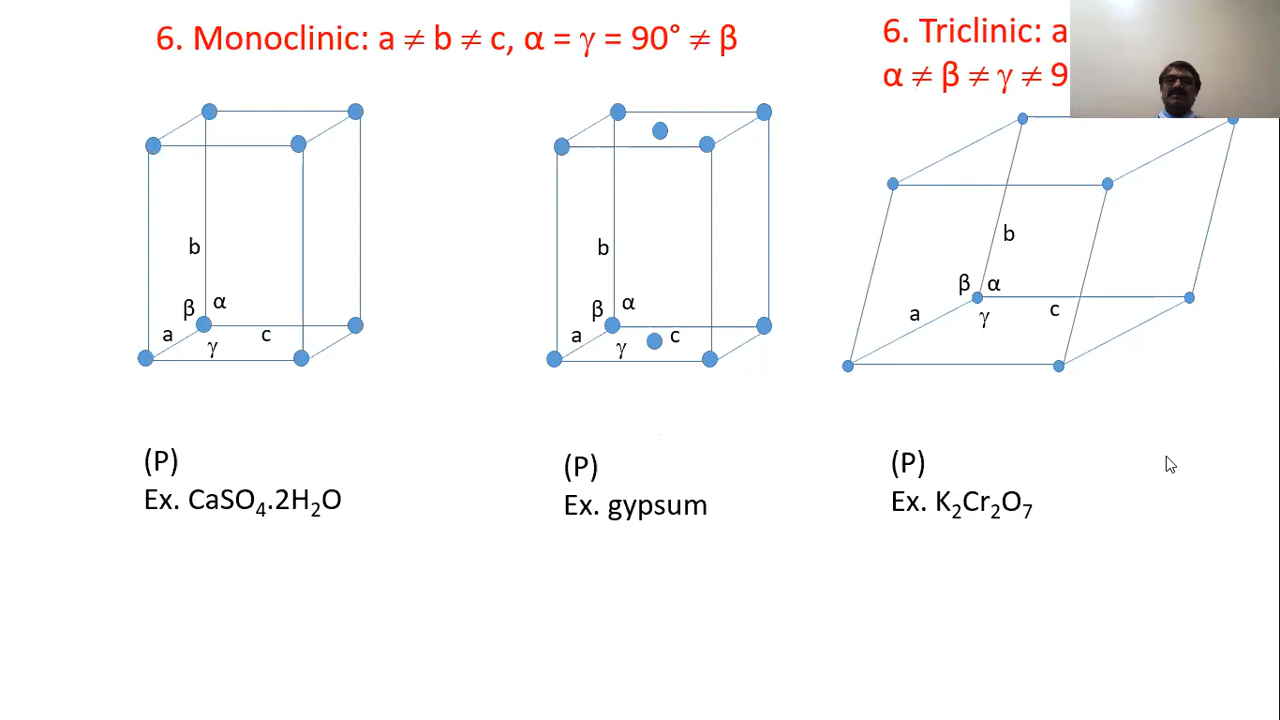 6. Monoclinic: a ≠ b ≠ c, α = γ = 90° ≠ β
b
β α
a c
γ
(P)
Ex. CaSO₄.2H₂O
b
β α
a c
γ
(P)
Ex. gypsum
6. Triclinic: a
α ≠ β ≠ γ ≠ 9
b
β α
a c
γ
(P)
Ex. K₂Cr₂O₇